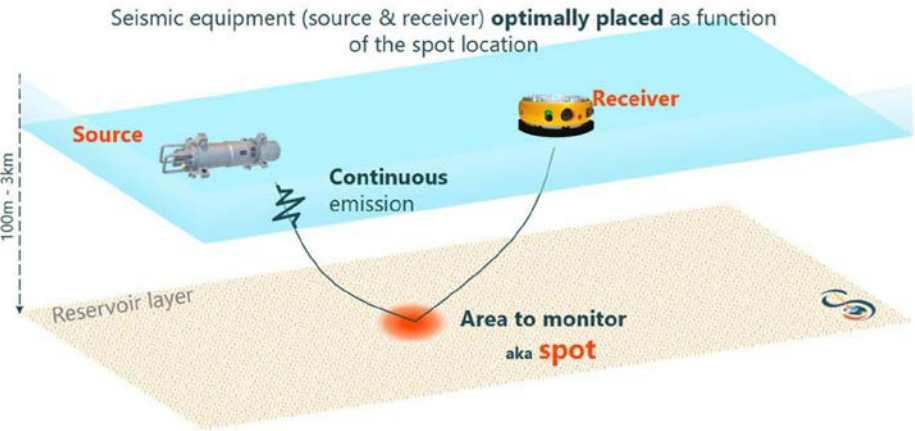 Seismic equipment (source & receiver) optimally placed as function
of the spot location
Source
Receiver
Continuous
emission
100m - 3km
Reservoir layer
Area to monitor
aka spot